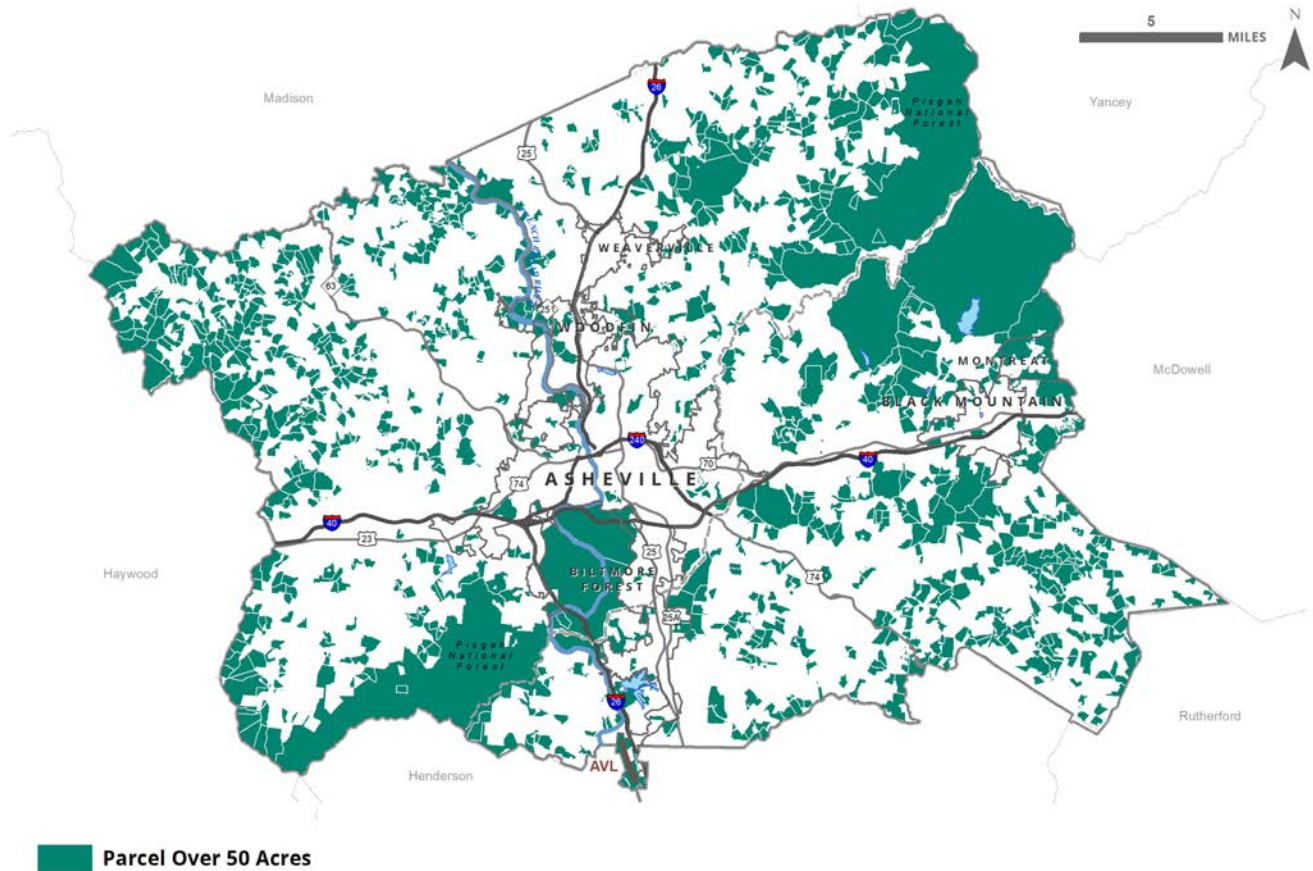 5
MILES
N
Madison
Yancey
26
Pisgah
National
Forest
25
WEAVERVILLE
63
251
WOODFIN
MONTREAT
McDowell
BLACK MOUNTAIN
240
40
70
74
ASHEVILLE
40
23
25
BILTMORE
FOREST
74
Haywood
25A
Pisgah
National
Forest
26
Rutherford
AVL
Henderson
Parcel Over 50 Acres